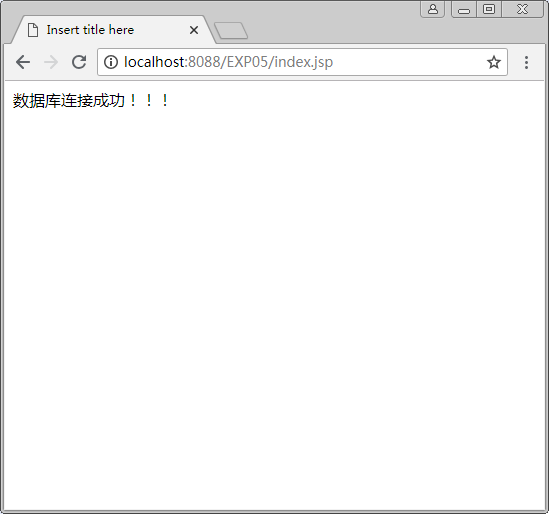 Insert title here
localhost:8088/EXP05/index.jsp
数据库连接成功！！！